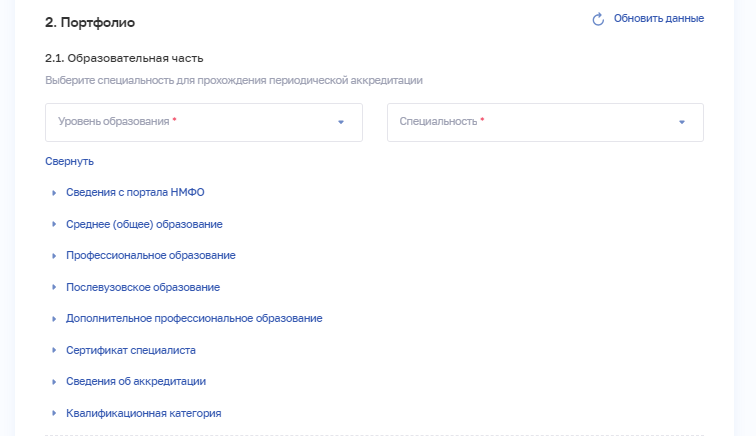 2. Портфолио
Обновить данные
2.1. Образовательная часть
Выберите специальность для прохождения периодической аккредитации
Уровень образования *
Специальность *
Свернуть
Сведения с портала НМФО
Среднее (общее) образование
Профессиональное образование
Послевузовское образование
Дополнительное профессиональное образование
Сертификат специалиста
Сведения об аккредитации
Квалификационная категория